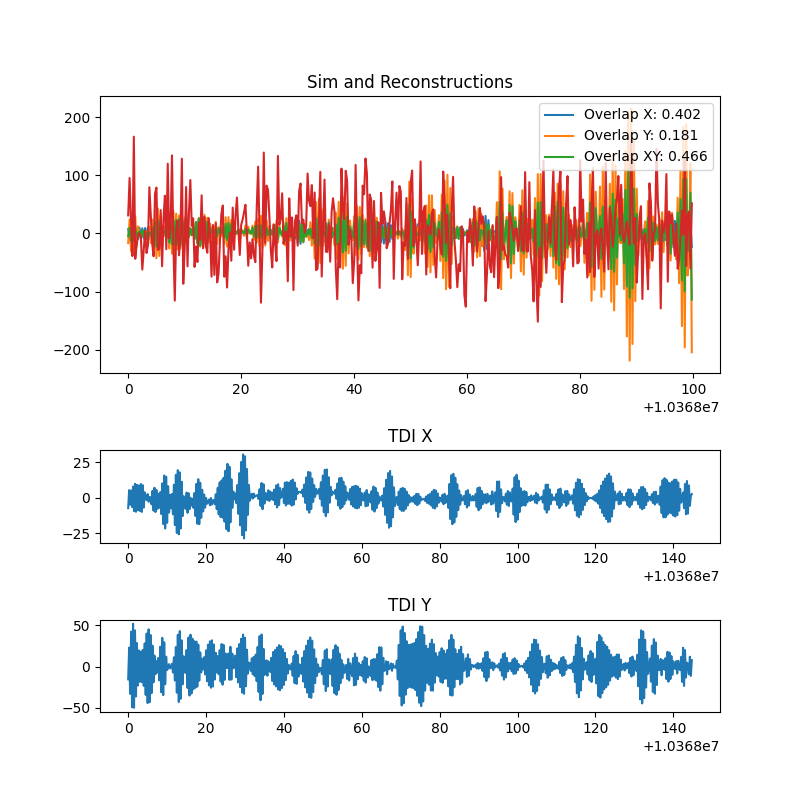 Sim and Reconstructions
Overlap X: 0.402
Overlap Y: 0.181
Overlap XY: 0.466
200
100
0
−100
−200
0 20 40 60 80 100
+1.0368e7
TDI X
25
0
−25
0 20 40 60 80 100 120 140
+1.0368e7
TDI Y
50
0
−50
0 20 40 60 80 100 120 140
+1.0368e7